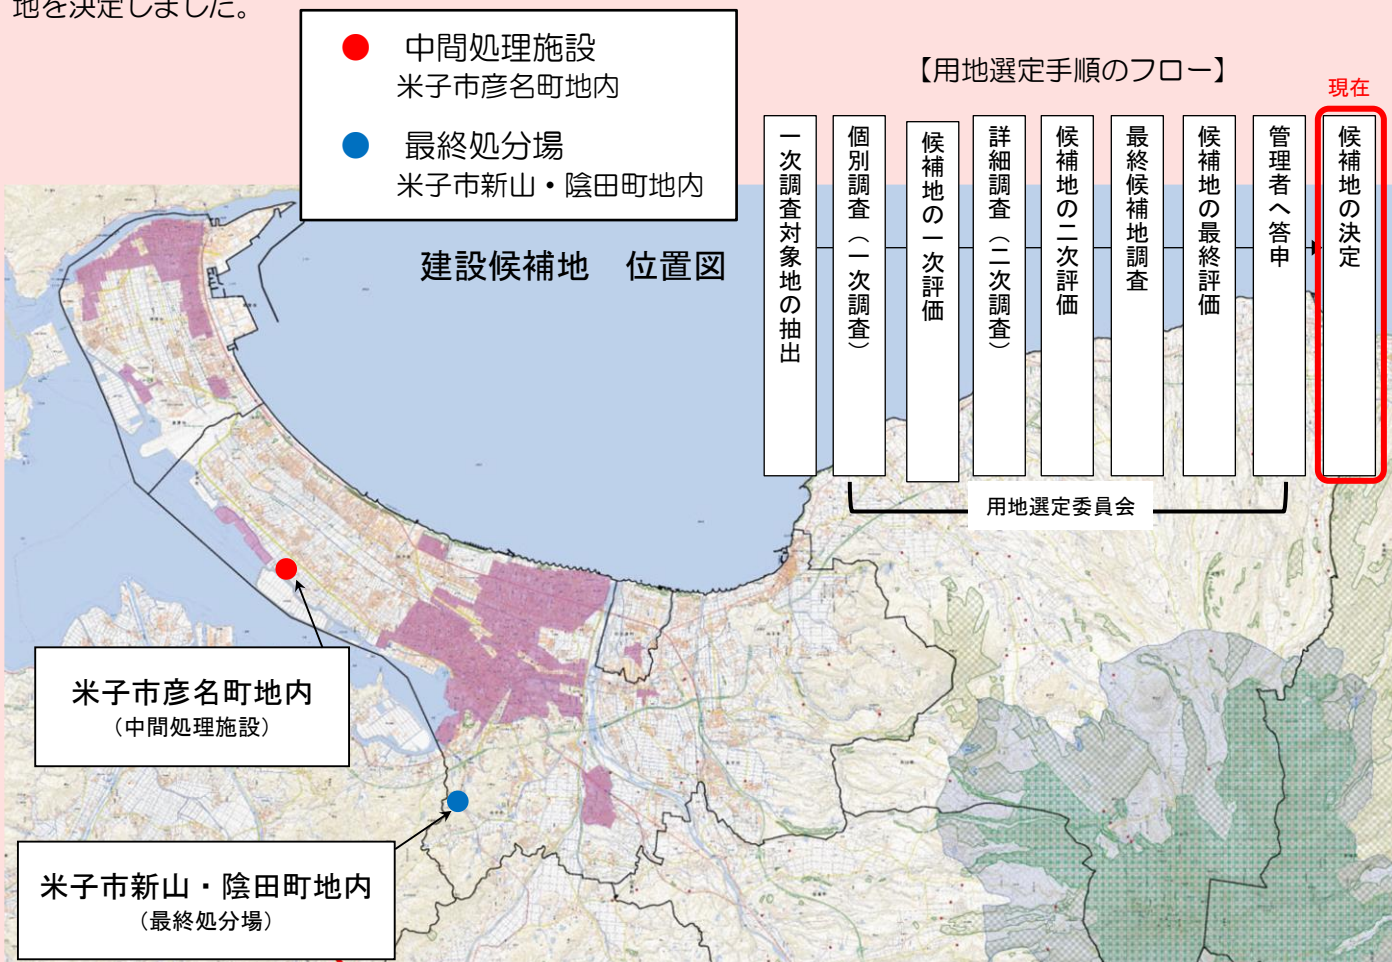 地を決定しました。
中間処理施設
米子市彦名町地内
最終処分場
米子市新山・陰田町地内
建設候補地　位置図
【用地選定手順のフロー】
現在
一次調査対象地の抽出
個別調査（一次調査）
候補地の一次評価
詳細調査（二次調査）
候補地の二次評価
最終候補地調査
候補地の最終評価
管理者へ答申
候補地の決定
用地選定委員会
米子市彦名町地内
（中間処理施設）
米子市新山・陰田町地内
（最終処分場）